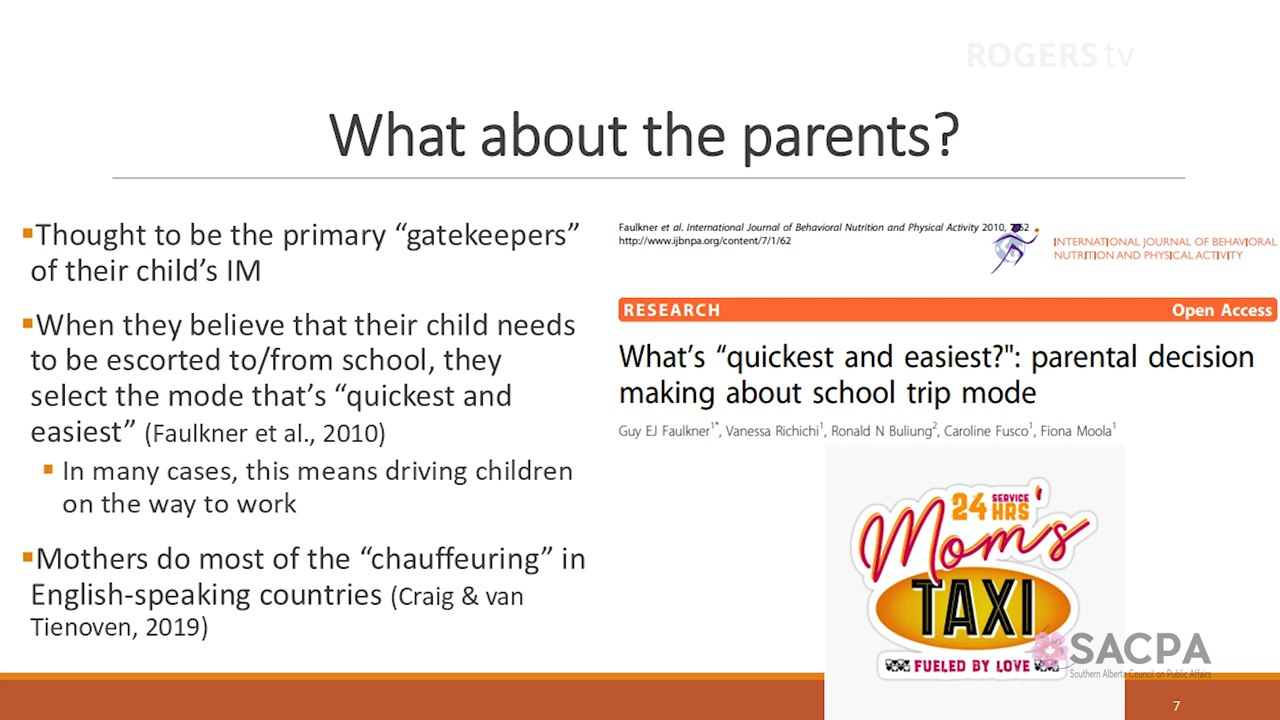 ROGERS tv
What about the parents?
▪Thought to be the primary “gatekeepers”
of their child’s IM
▪When they believe that their child needs
to be escorted to/from school, they
select the mode that’s “quickest and
easiest” (Faulkner et al., 2010)
▪ In many cases, this means driving children
on the way to work
▪Mothers do most of the “chauffeuring” in
English-speaking countries (Craig & van
Tienoven, 2019)
Faulkner et al. International Journal of Behavioral Nutrition and Physical Activity 2010, 7:62
http://www.ijbnpa.org/content/7/1/62
INTERNATIONAL JOURNAL OF BEHAVIORAL
NUTRITION AND PHYSICAL ACTIVITY
RESEARCH
Open Access
What’s “quickest and easiest?": parental decision
making about school trip mode
Guy EJ Faulkner1*, Vanessa Richichi1, Ronald N Buliung2, Caroline Fusco1, Fiona Moola1
24 SERVICE HRS'
Mom's
TAXI
FUELED BY LOVE
SACPA
Southern Alberta Council on Public Affairs
7